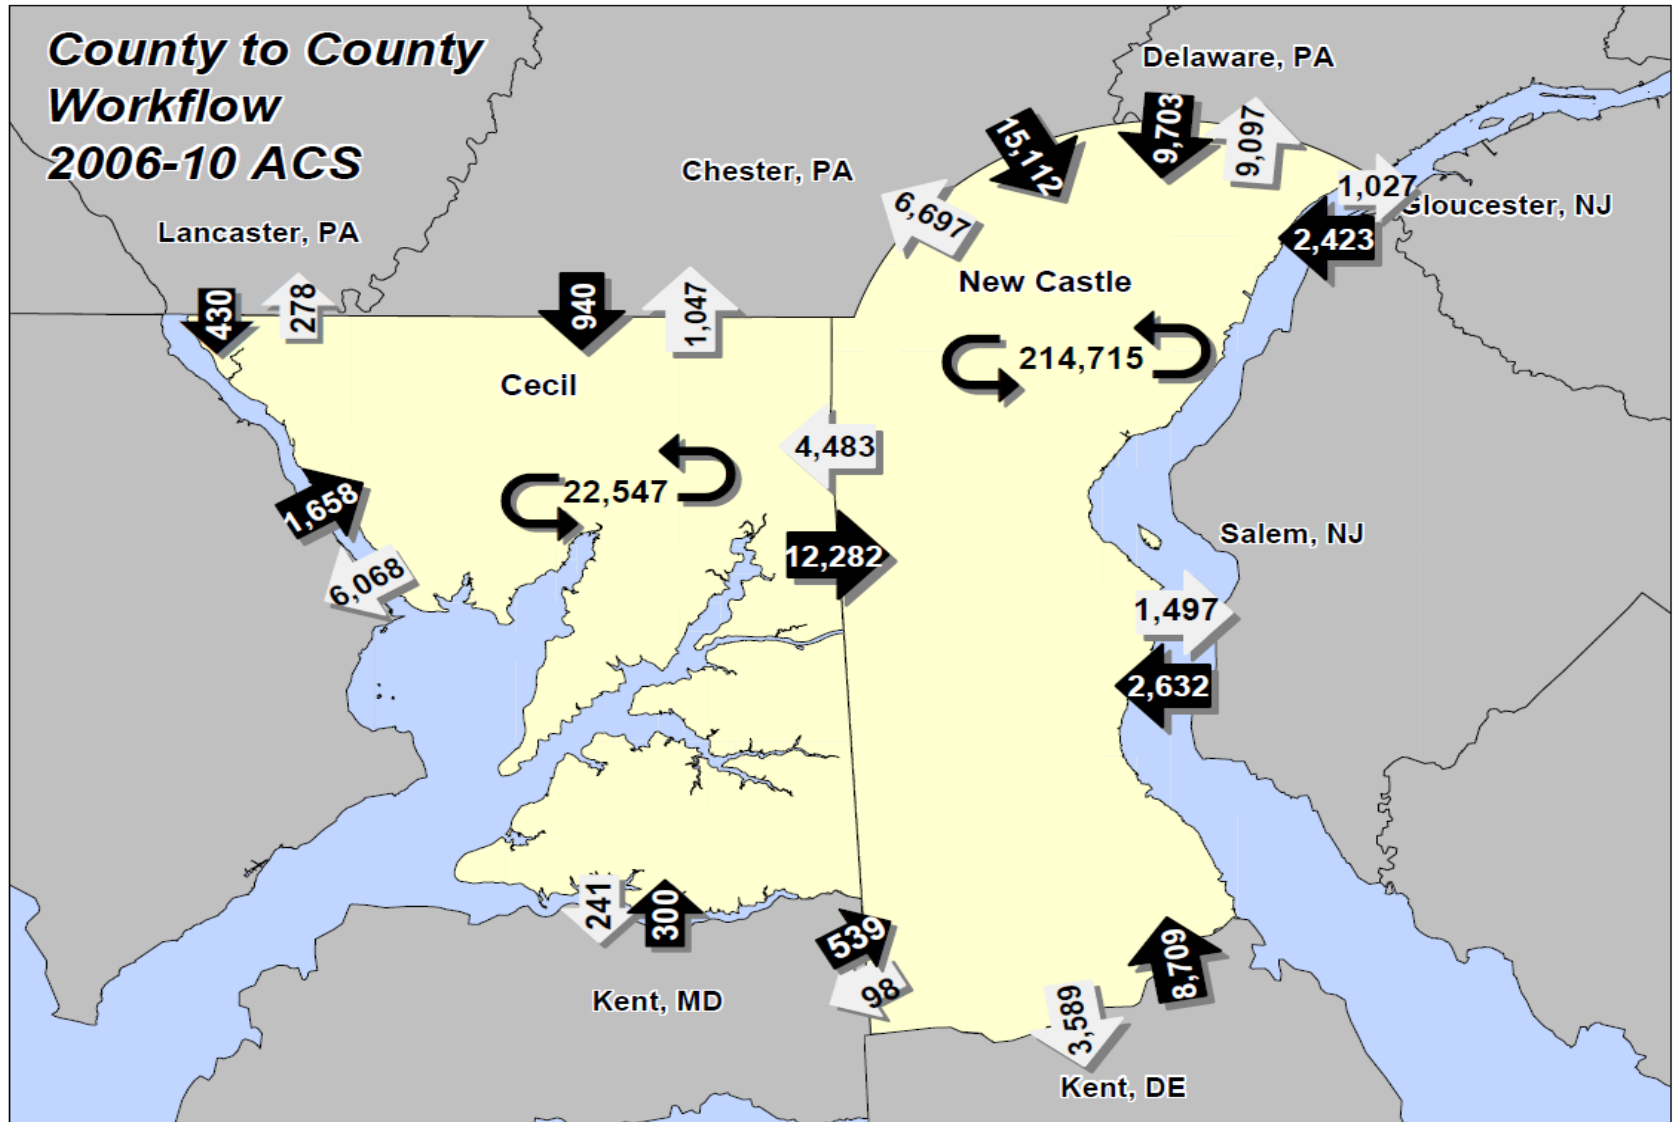 County to County
Workflow
2006-10 ACS
Delaware, PA
Chester, PA
Lancaster, PA
Gloucester, NJ
15,112
9,703
9,097
6,697
1,027
2,423
New Castle
430
278
940
1,047
214,715
Cecil
4,483
22,547
1,658
12,282
6,068
Salem, NJ
1,497
2,632
241
300
539
98
8,709
3,589
Kent, MD
Kent, DE